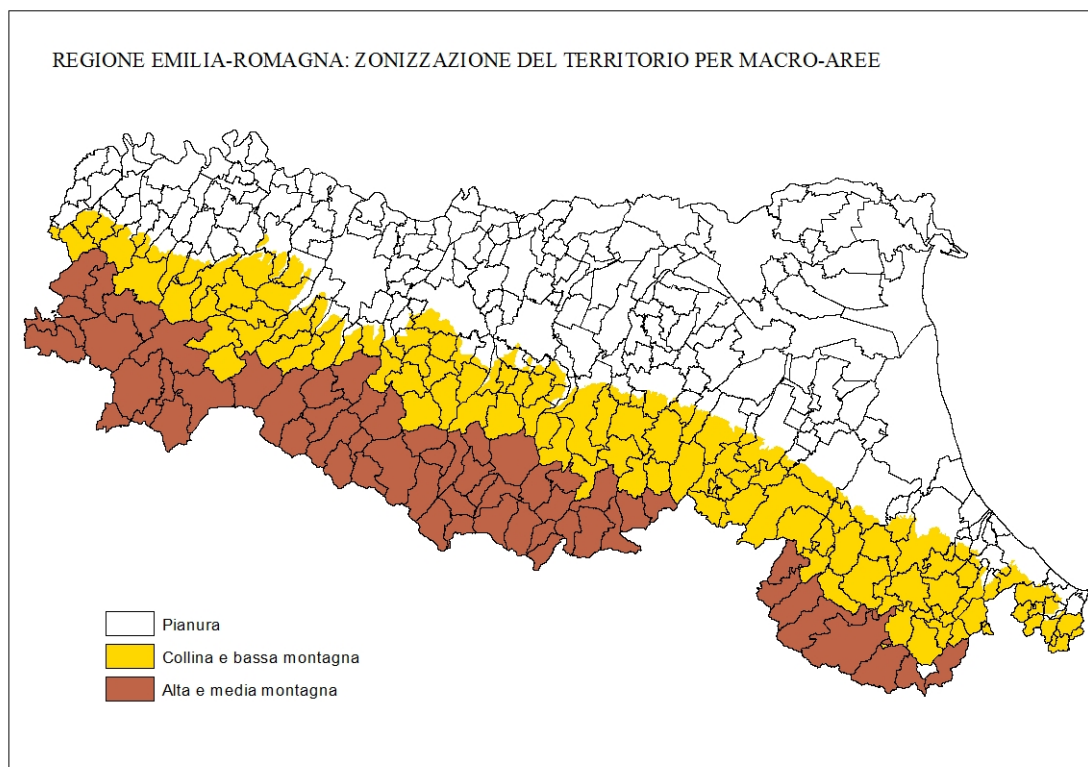 REGIONE EMILIA-ROMAGNA: ZONIZZAZIONE DEL TERRITORIO PER MACRO-AREE
Pianura
Collina e bassa montagna
Alta e media montagna